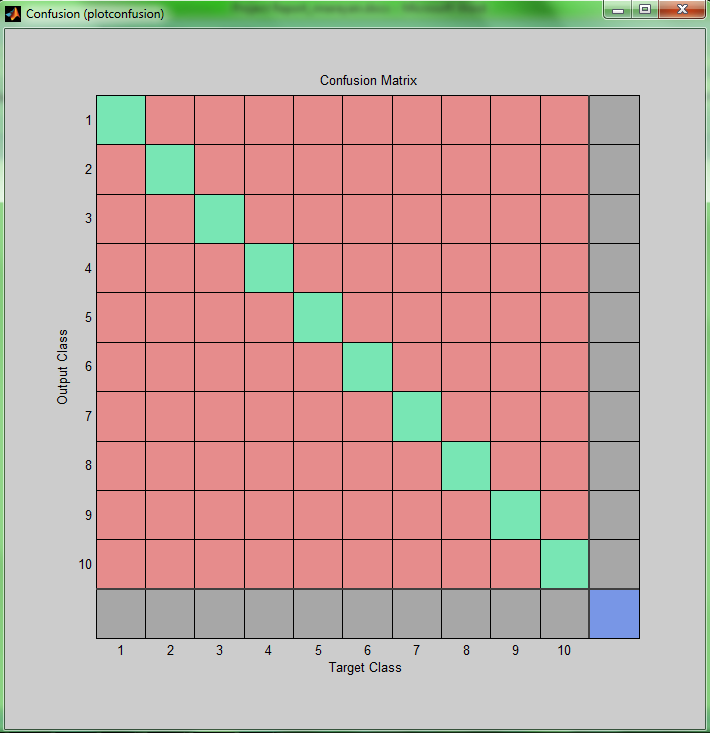 Confusion (plotconfusion)
Confusion Matrix
1
2
3
4
5
6
7
8
9
10
Output Class
1 2 3 4 5 6 7 8 9 10
Target Class